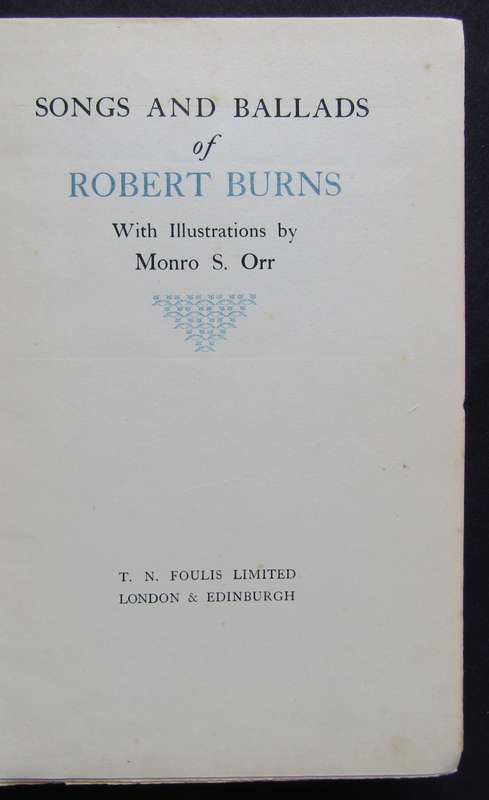 SONGS AND BALLADS
of
ROBERT BURNS
With Illustrations by
Monro S. Orr
T. N. FOULIS LIMITED
LONDON & EDINBURGH